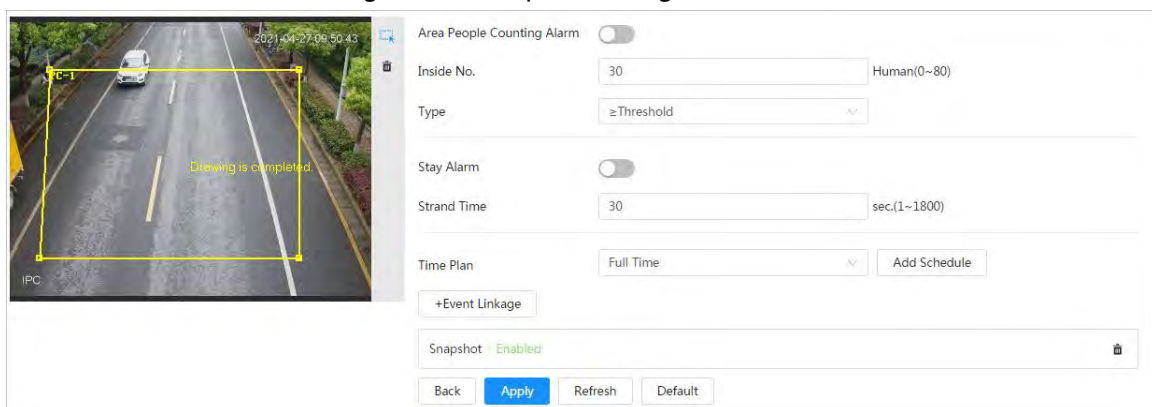 2021-04-27 09:50:43
PC-1
Drawing is completed.
IPC
Area People Counting Alarm
Inside No. 30 Human(0~80)
Type ≥Threshold
Stay Alarm
Strand Time 30 sec.(1~1800)
Time Plan Full Time Add Schedule
+Event Linkage
Snapshot Enabled
Back Apply Refresh Default